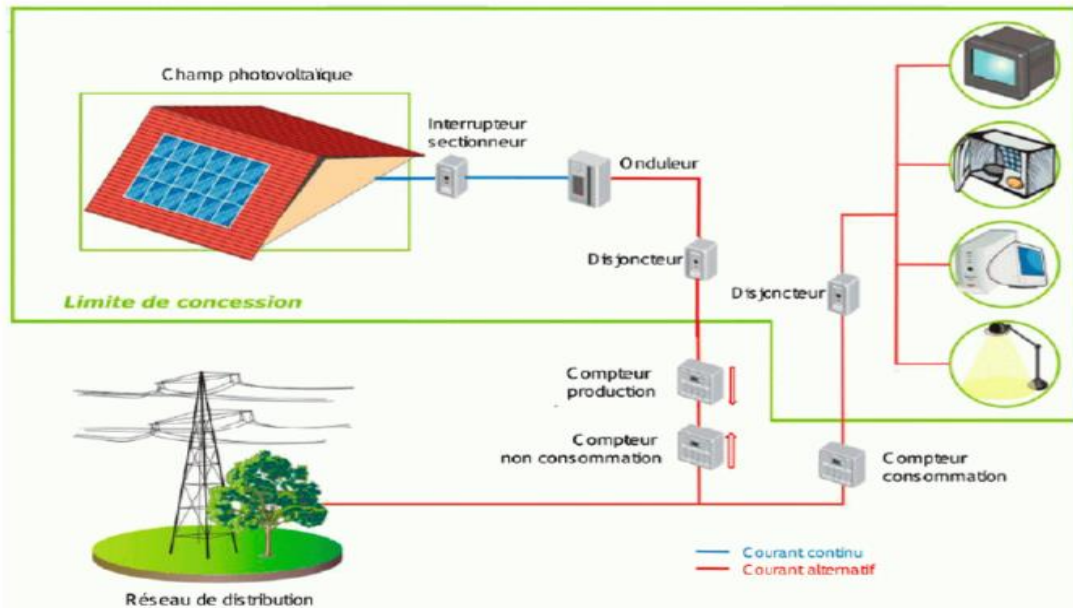 Champ photovoltaïque
Interrupteur
sectionneur
Onduleur
Disjoncteur
Disjoncteur
Limite de concession
Compteur
production
Compteur
non consommation
Compteur
consommation
Courant continu
Courant alternatif
Réseau de distribution